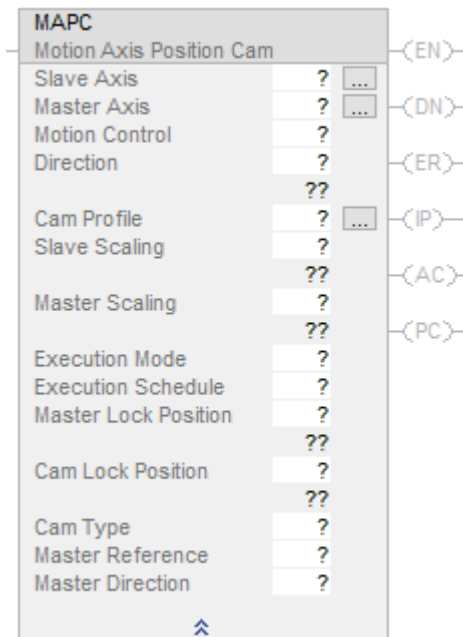 MAPC
Motion Axis Position Cam (EN)
Slave Axis ? ...
Master Axis ? ... (DN)
Motion Control ?
Direction ? (ER)
??
Cam Profile ? ... (IP)
Slave Scaling ?
?? (AC)
Master Scaling ?
?? (PC)
Execution Mode ?
Execution Schedule ?
Master Lock Position ?
??
Cam Lock Position ?
??
Cam Type ?
Master Reference ?
Master Direction ?